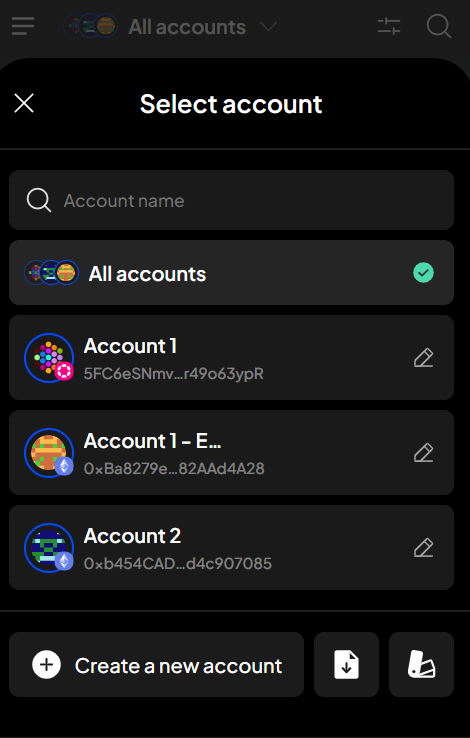 All accounts
Select account
Account name
All accounts
Account 1
5FC6eSNmv...r49o63ypR
Account 1 - E...
0xBa8279e...82AAd4A28
Account 2
0xb454CAD...d4c907085
Create a new account